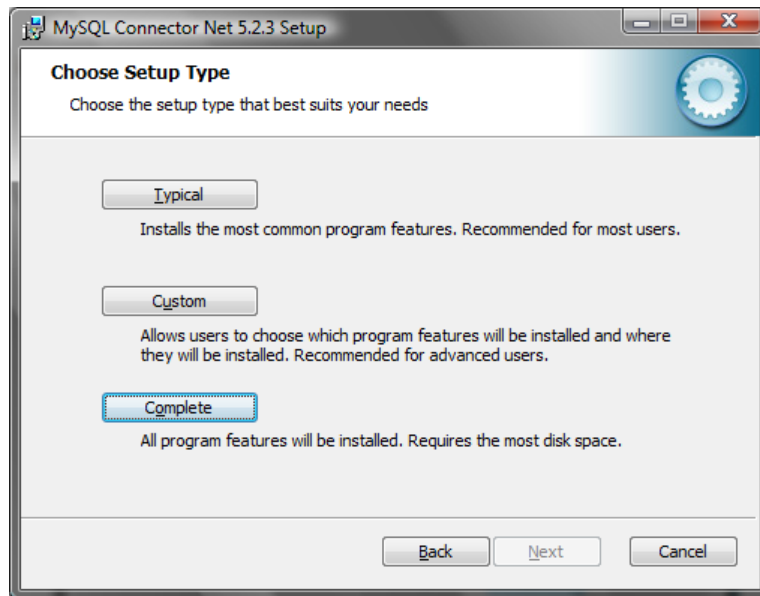 MySQL Connector Net 5.2.3 Setup
Choose Setup Type
Choose the setup type that best suits your needs
Typical
Installs the most common program features. Recommended for most users.
Custom
Allows users to choose which program features will be installed and where
they will be installed. Recommended for advanced users.
Complete
All program features will be installed. Requires the most disk space.
Back Next Cancel